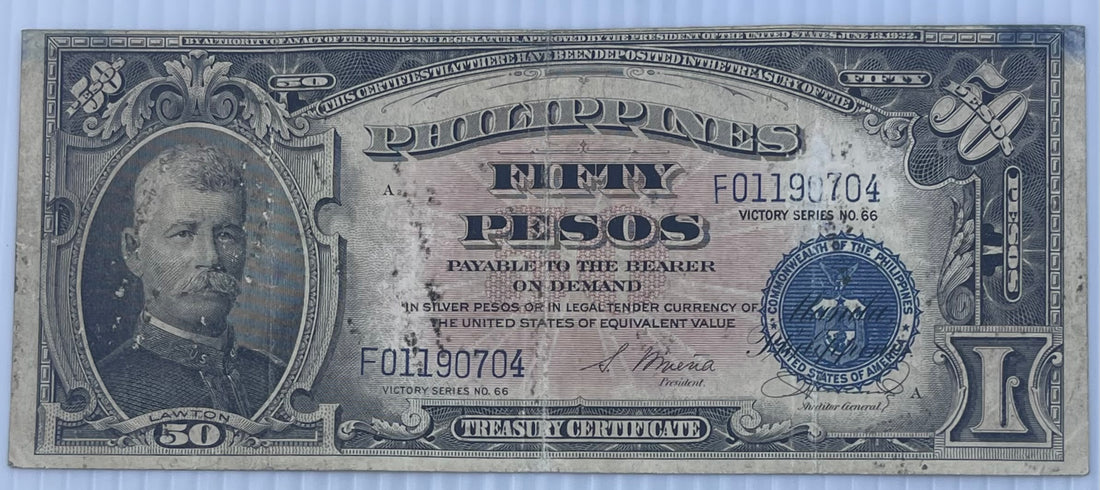 BY AUTHORITY OF AN ACT OF THE PHILIPPINE LEGISLATURE APPROVED BY THE PRESIDENT OF THE UNITED STATES JUNE 13, 1922.
THIS CERTIFIES THAT THERE HAVE BEEN DEPOSITED IN THE TREASURY OF THE
50
50
FIFTY
50
PESOS
PHILIPPINES
FIFTY
PESOS
A
F01190704
VICTORY SERIES NO. 66
PESOS
PAYABLE TO THE BEARER
ON DEMAND
IN SILVER PESOS OR IN LEGAL TENDER CURRENCY OF
THE UNITED STATES OF EQUIVALENT VALUE
COMMONWEALTH OF THE PHILIPPINES
UNITED STATES OF AMERICA
Manila
F01190704
VICTORY SERIES NO. 66
S. Osmeña
President.
Auditor General
A
U S
LAWTON
50
TREASURY CERTIFICATE
L